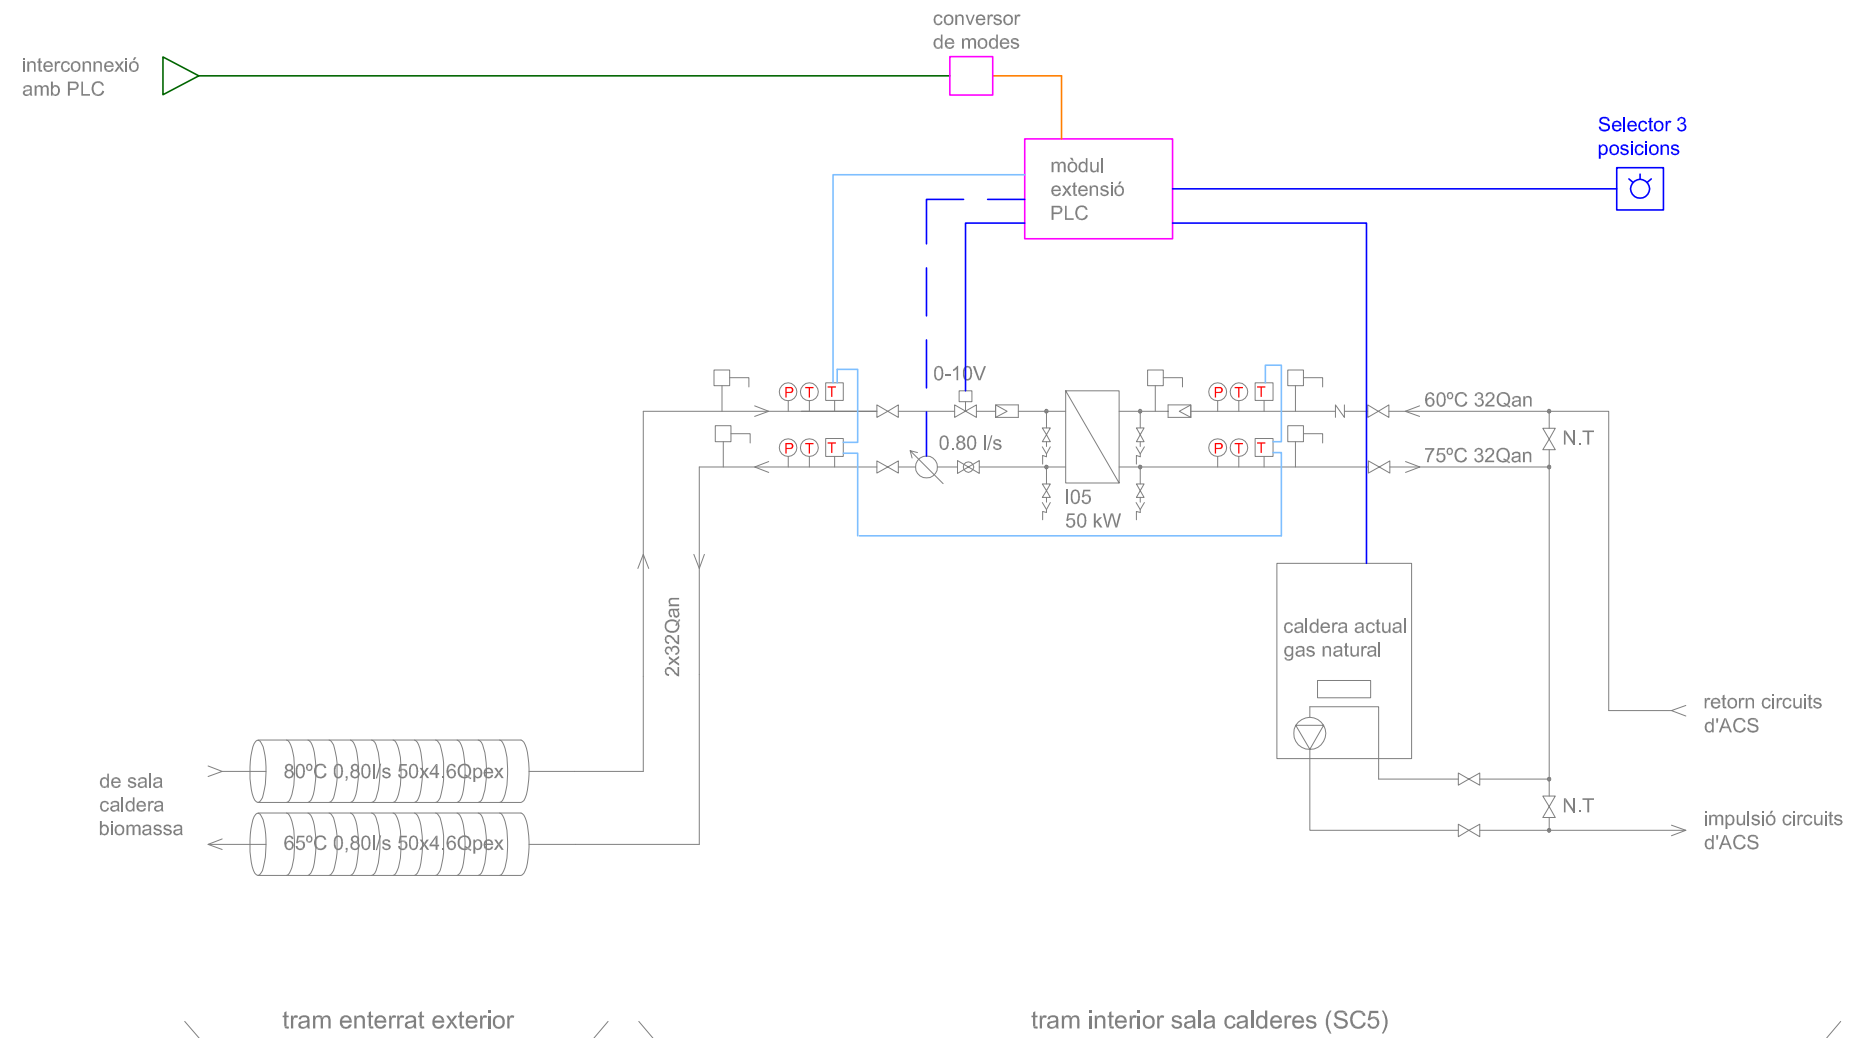 conversor
de modes
interconnexió
amb PLC
Selector 3
posicions
mòdul
extensió
PLC
0-10V
P T T
P T T
60ºC 32Qan
N.T
P T T
0.80 l/s
P T T
75ºC 32Qan
I05
50 kW
2x32Qan
caldera actual
gas natural
retorn circuits
d'ACS
80ºC 0,80l/s 50x4.6Qpex
de sala
caldera
biomassa
N.T
impulsió circuits
d'ACS
65ºC 0,80l/s 50x4.6Qpex
tram enterrat exterior
tram interior sala calderes (SC5)